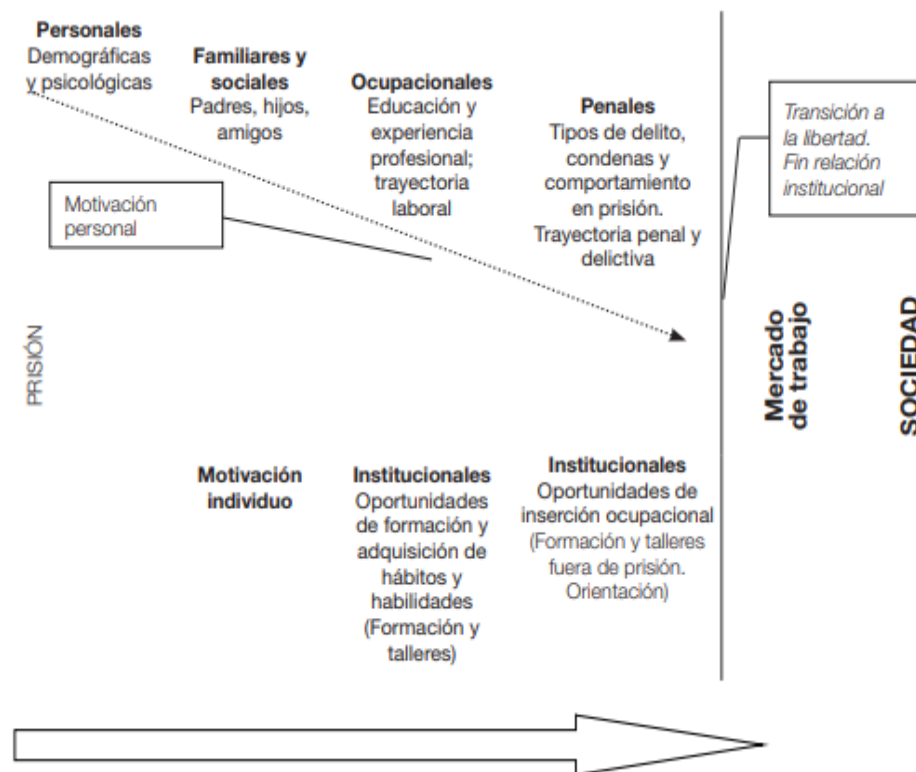 Personales
Demográficas
y psicológicas
Familiares y
sociales
Padres, hijos,
amigos
Ocupacionales
Educación y
experiencia
profesional;
trayectoria
laboral
Penales
Tipos de delito,
condenas y
comportamiento
en prisión.
Trayectoria penal y
delictiva
Transición a
la libertad.
Fin relación
institucional
Motivación
personal
PRISIÓN
Mercado
de trabajo
SOCIEDAD
Motivación
individuo
Institucionales
Oportunidades
de formación y
adquisición de
hábitos y
habilidades
(Formación y
talleres)
Institucionales
Oportunidades de
inserción ocupacional
(Formación y talleres
fuera de prisión.
Orientación)